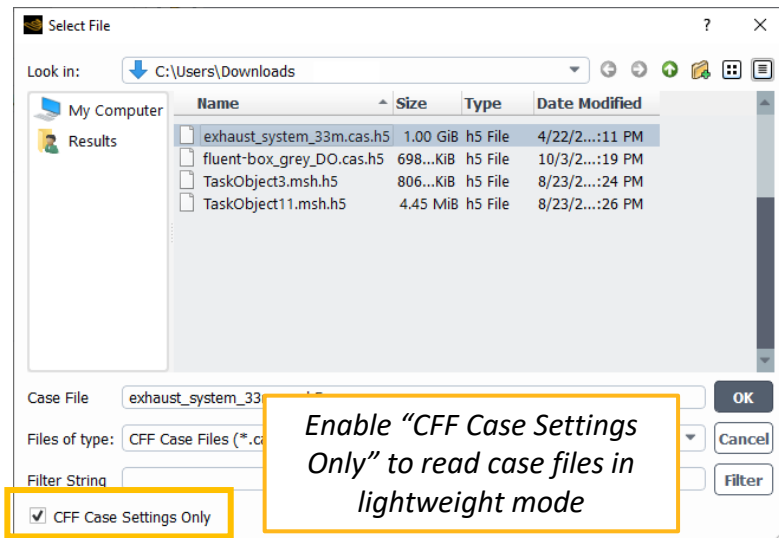 Select File
? ×
Look in: C:\Users\Downloads
My Computer
Results
Name Size Type Date Modified
exhaust_system_33m.cas.h5 1.00 GiB h5 File 4/22/2...:11 PM
fluent-box_grey_DO.cas.h5 698...KiB h5 File 10/3/2...:19 PM
TaskObject3.msh.h5 806...KiB h5 File 8/23/2...:24 PM
TaskObject11.msh.h5 4.45 MiB h5 File 8/23/2...:26 PM
Case File exhaust_system_33 OK
Files of type: CFF Case Files (*.ca Cancel
Filter String Filter
CFF Case Settings Only
Enable “CFF Case Settings
Only” to read case files in
lightweight mode